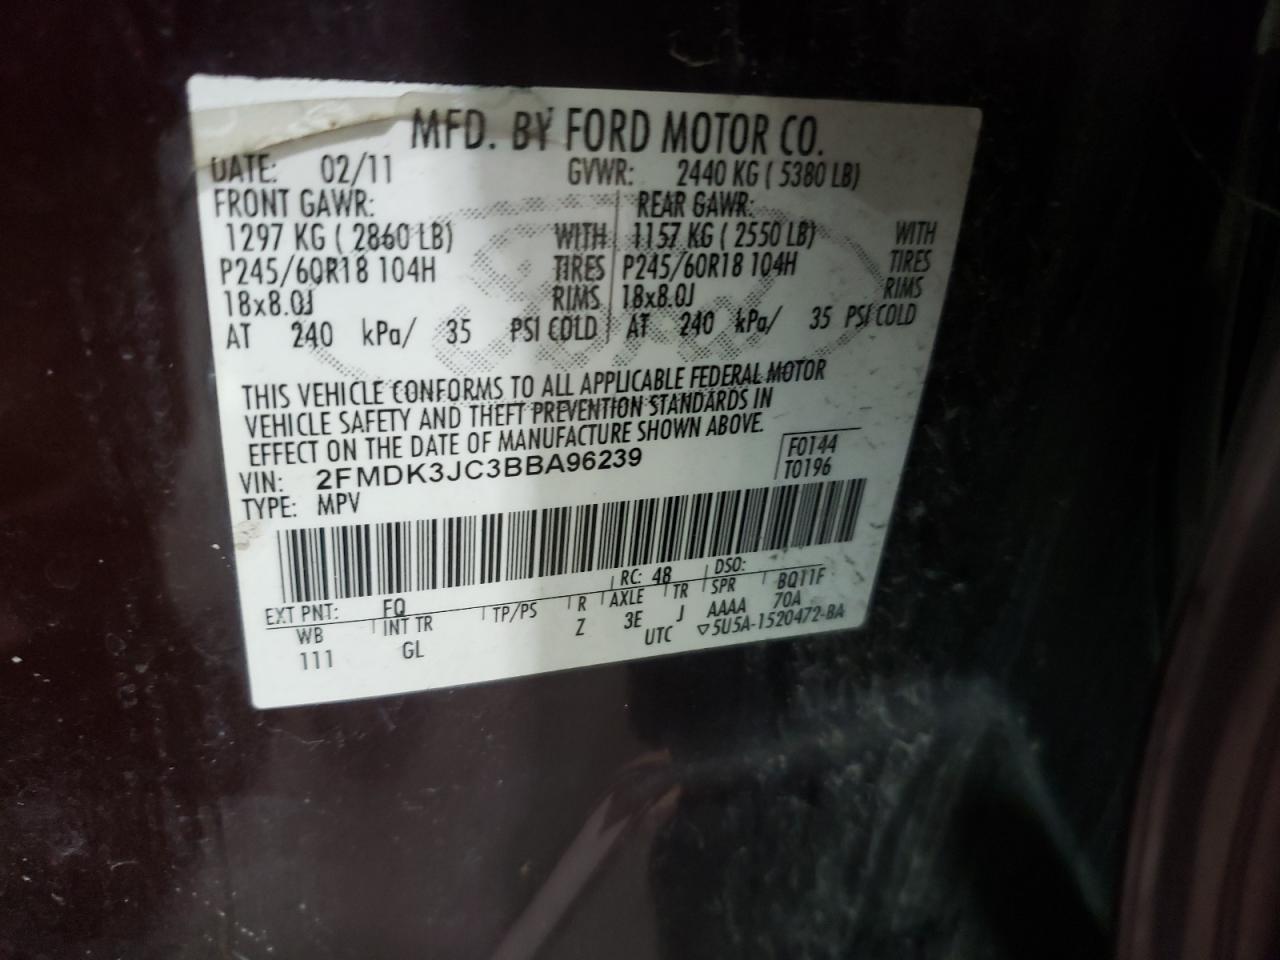 MFD. BY FORD MOTOR CO.
DATE: 02/11 GVWR: 2440 KG ( 5380 LB)
FRONT GAWR: REAR GAWR:
1297 KG ( 2860 LB) WITH 1157 KG ( 2550 LB) WITH
P245/60R18 104H TIRES P245/60R18 104H TIRES
18x8.0J RIMS 18x8.0J RIMS
AT 240 kPa/ 35 PSI COLD AT 240 kPa/ 35 PSI COLD
THIS VEHICLE CONFORMS TO ALL APPLICABLE FEDERAL MOTOR
VEHICLE SAFETY AND THEFT PREVENTION STANDARDS IN
EFFECT ON THE DATE OF MANUFACTURE SHOWN ABOVE.
VIN: 2FMDK3JC3BBA96239 F0144
TYPE: MPV T0196
EXT PNT: FQ RC: 48 DSO:
WB INT TR TP/PS R AXLE TR SPR BQ11F
111 GL Z 3E J AAAA 70A
UTC ▽5U5A-1520472-BA